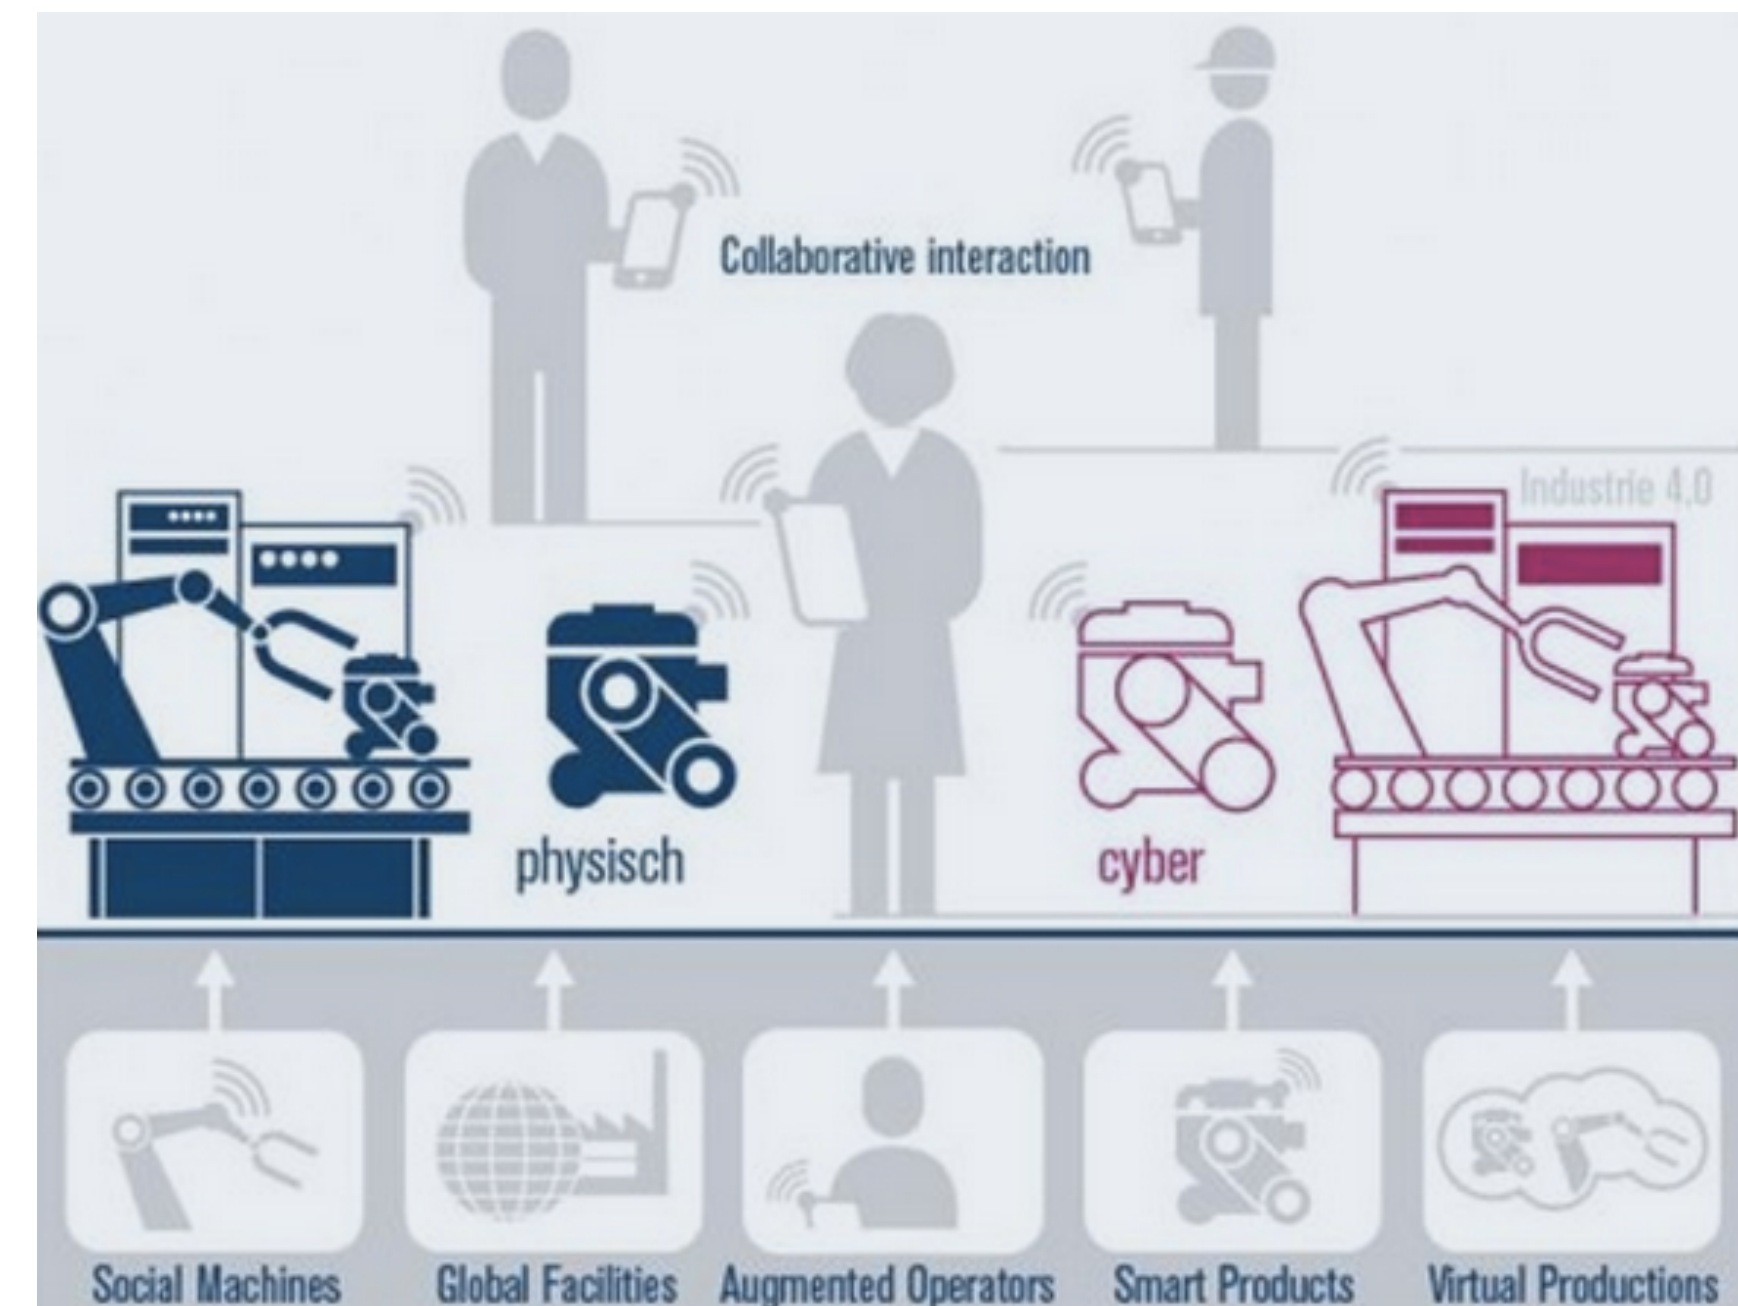 Collaborative interaction
Industrie 4.0
physisch
cyber
Social Machines
Global Facilities
Augmented Operators
Smart Products
Virtual Productions